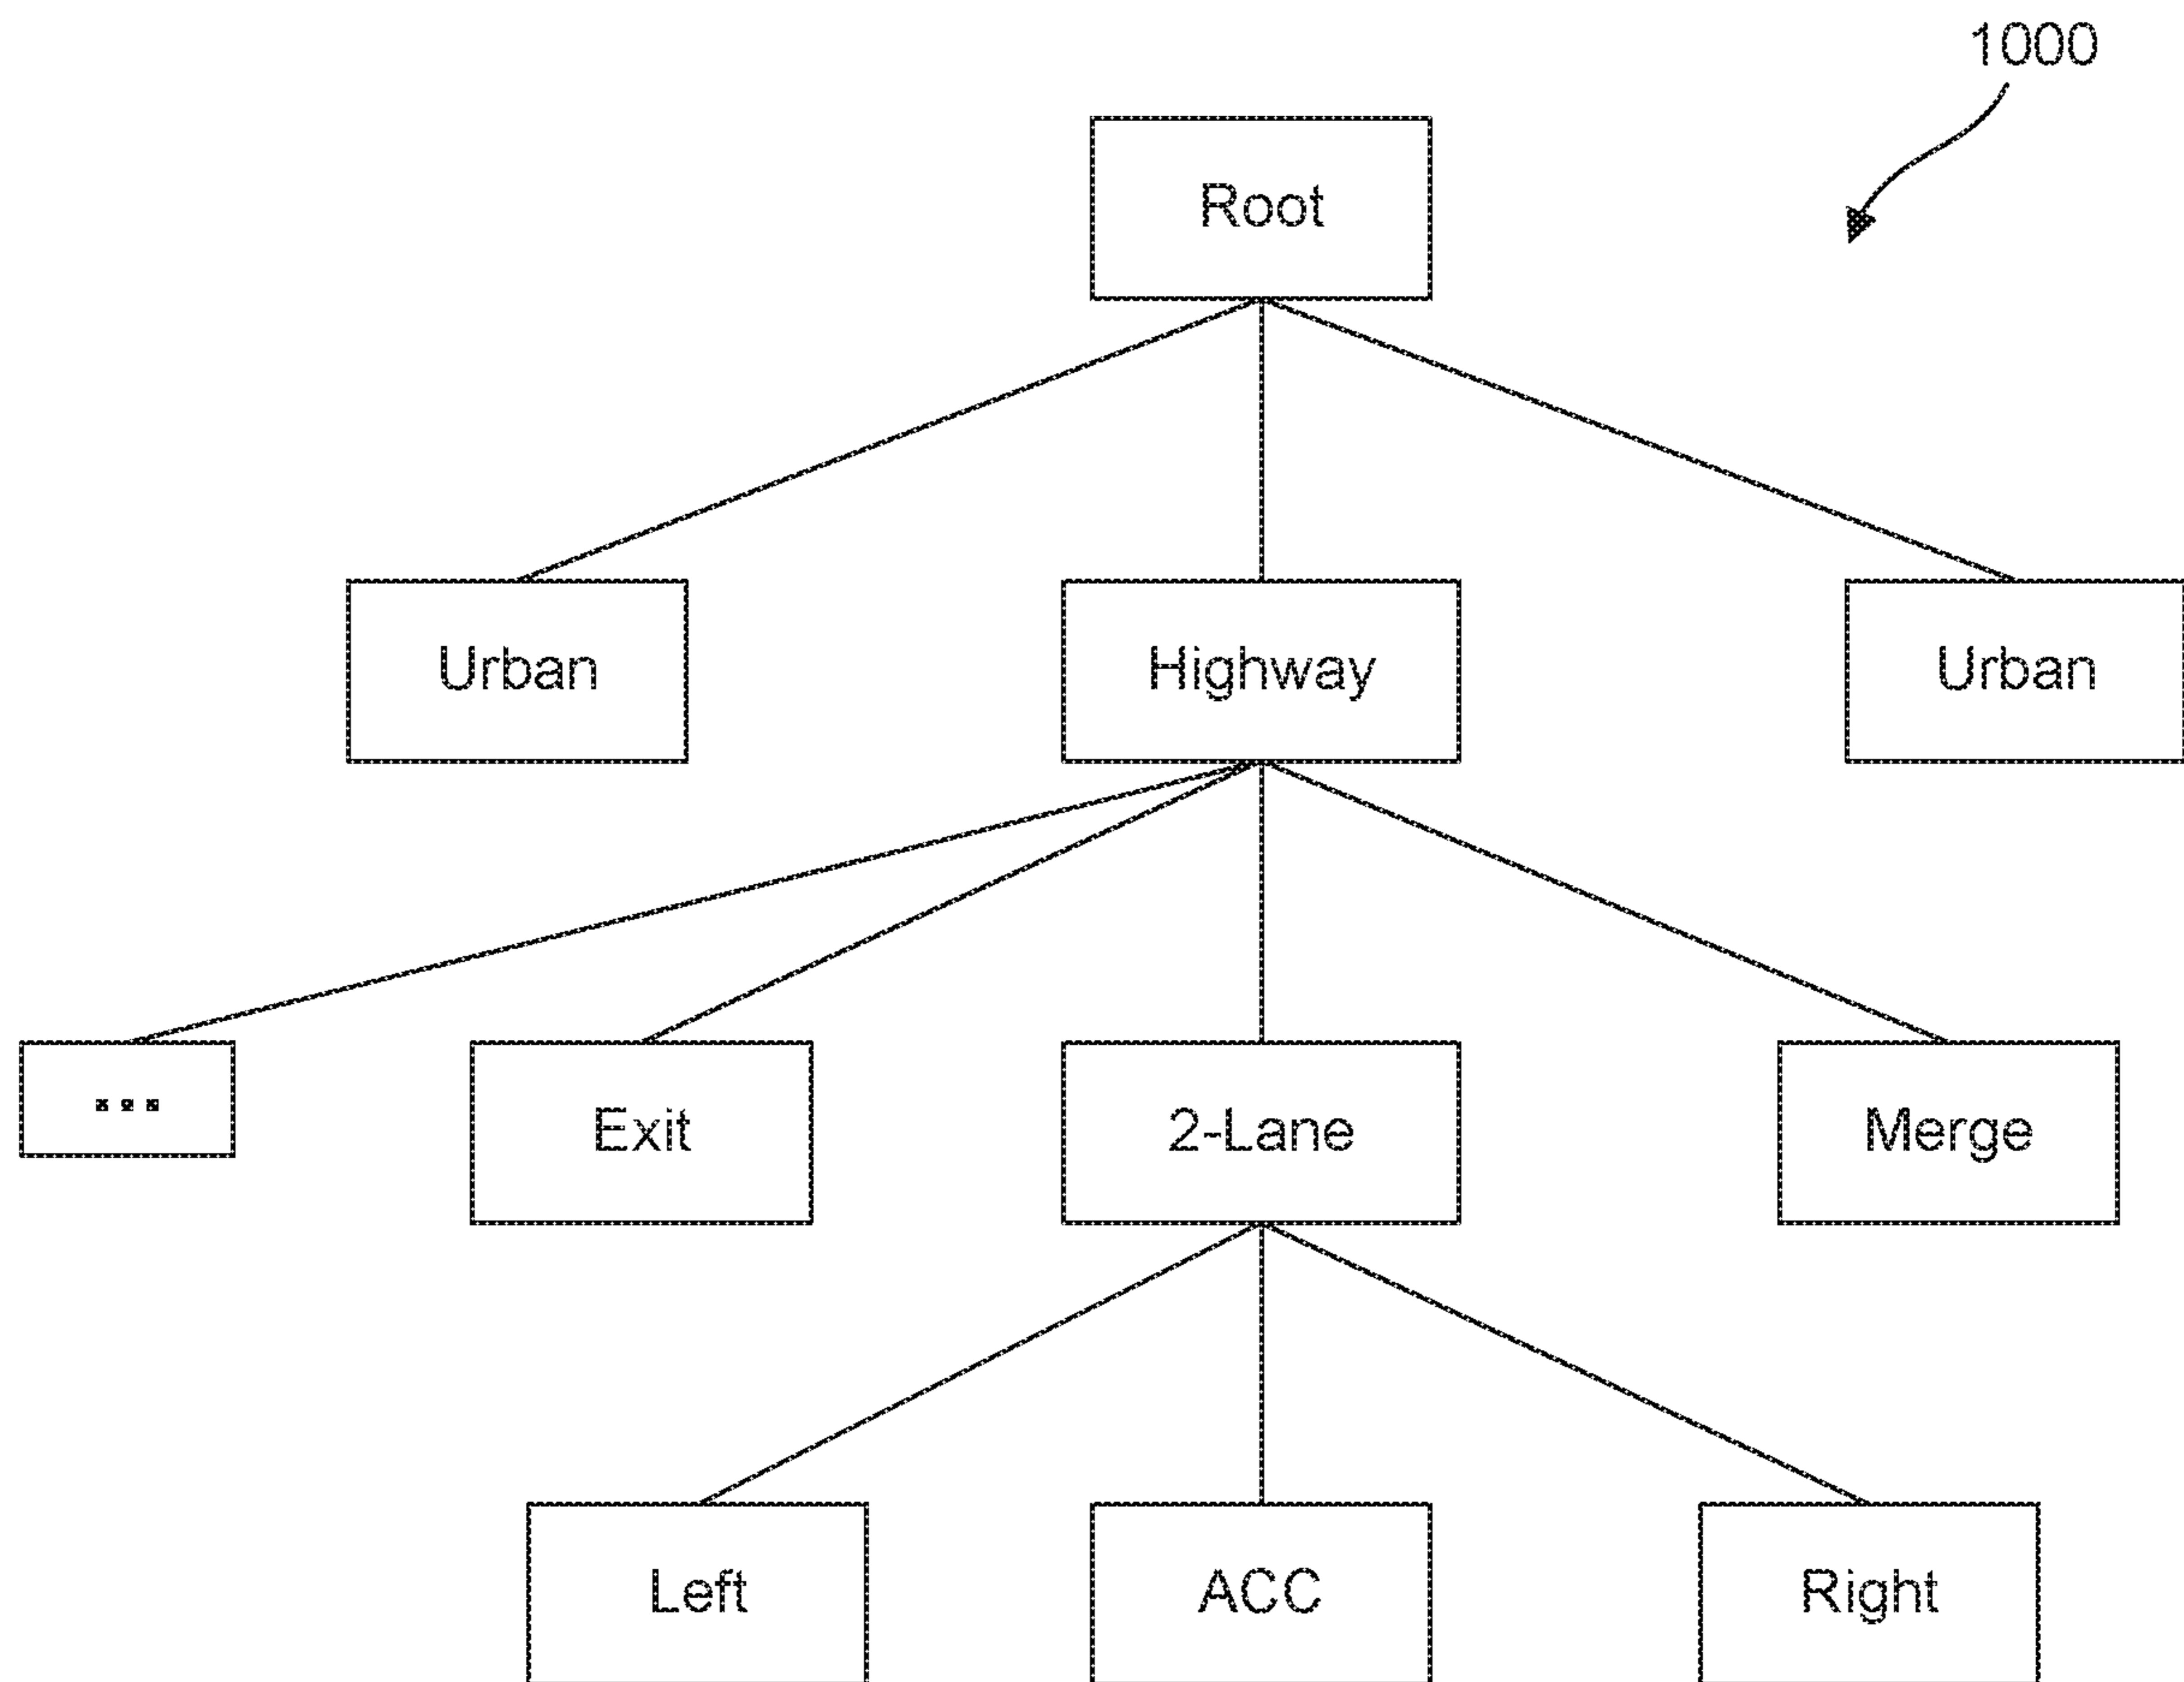 1000
Root
Urban
Highway
Urban
...
Exit
2-Lane
Merge
Left
ACC
Right